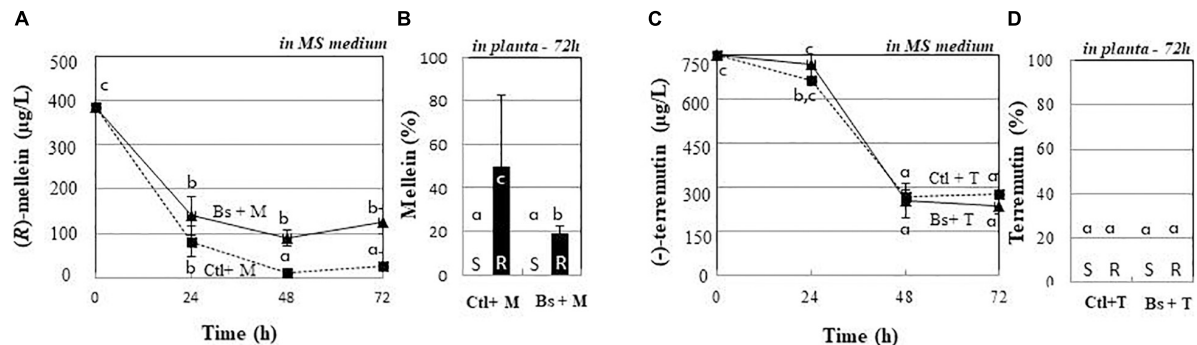 A
in MS medium
(R)-mellein (µg/L)
500
400
300
200
100
0
c
b
Bs + M
b
b
b
Ctl+ M
a
a
0
24
48
72
Time (h)
B
in planta - 72h
Mellein (%)
100
80
60
40
20
0
a
c
a
b
S
R
S
R
Ctl+ M
Bs + M
C
in MS medium
(-)-terremutin (µg/L)
750
600
450
300
150
0
c
c
b,c
a
Ctl + T
a
Bs+ T
a
a
0
24
48
72
Time (h)
D
in planta - 72h
Terremutin (%)
100
80
60
40
20
0
a
a
a
a
S
R
S
R
Ctl+T
Bs + T